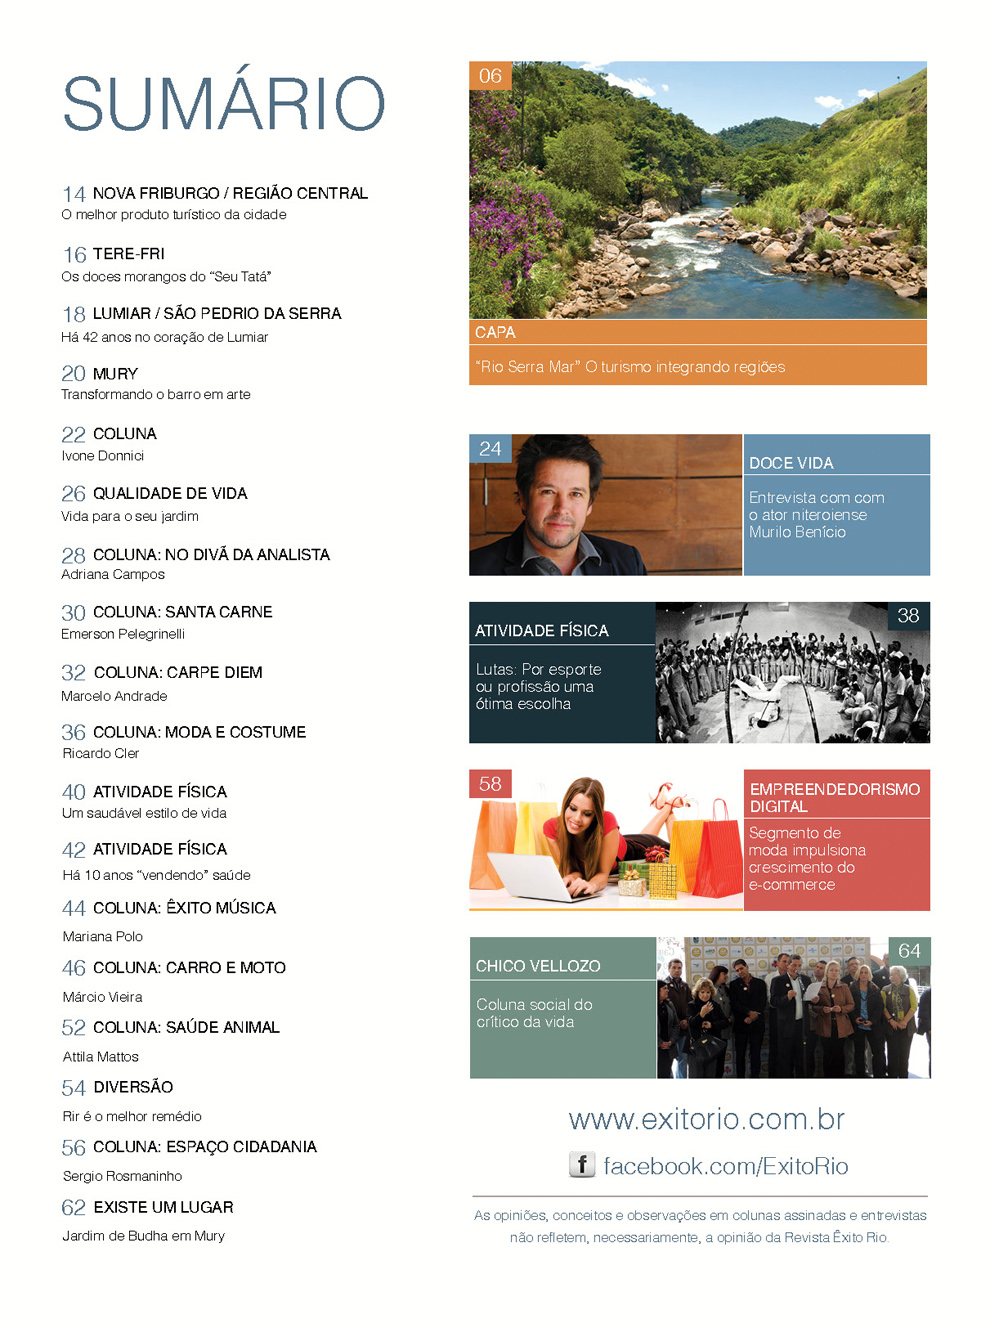 SUMÁRIO
14 NOVA FRIBURGO / REGIÃO CENTRAL
O melhor produto turístico da cidade
16 TERE-FRI
Os doces morangos do “Seu Tatá”
18 LUMIAR / SÃO PEDRIO DA SERRA
Há 42 anos no coração de Lumiar
20 MURY
Transformando o barro em arte
22 COLUNA
Ivone Donnici
26 QUALIDADE DE VIDA
Vida para o seu jardim
28 COLUNA: NO DIVÃ DA ANALISTA
Adriana Campos
30 COLUNA: SANTA CARNE
Emerson Pelegrinelli
32 COLUNA: CARPE DIEM
Marcelo Andrade
36 COLUNA: MODA E COSTUME
Ricardo Cler
40 ATIVIDADE FÍSICA
Um saudável estilo de vida
42 ATIVIDADE FÍSICA
Há 10 anos “vendendo” saúde
44 COLUNA: ÊXITO MÚSICA
Mariana Polo
46 COLUNA: CARRO E MOTO
Márcio Vieira
52 COLUNA: SAÚDE ANIMAL
Attila Mattos
54 DIVERSÃO
Rir é o melhor remédio
56 COLUNA: ESPAÇO CIDADANIA
Sergio Rosmaninho
62 EXISTE UM LUGAR
Jardim de Budha em Mury
06
CAPA
“Rio Serra Mar” O turismo integrando regiões
24
DOCE VIDA
Entrevista com com
o ator niteroiense
Murilo Benício
38
ATIVIDADE FÍSICA
Lutas: Por esporte
ou profissão uma
ótima escolha
58
EMPREENDEDORISMO
DIGITAL
Segmento de
moda impulsiona
crescimento do
e-commerce
64
CHICO VELLOZO
Coluna social do
crítico da vida
www.exitorio.com.br
f facebook.com/ExitoRio
As opiniões, conceitos e observações em colunas assinadas e entrevistas
não refletem, necessariamente, a opinião da Revista Êxito Rio.